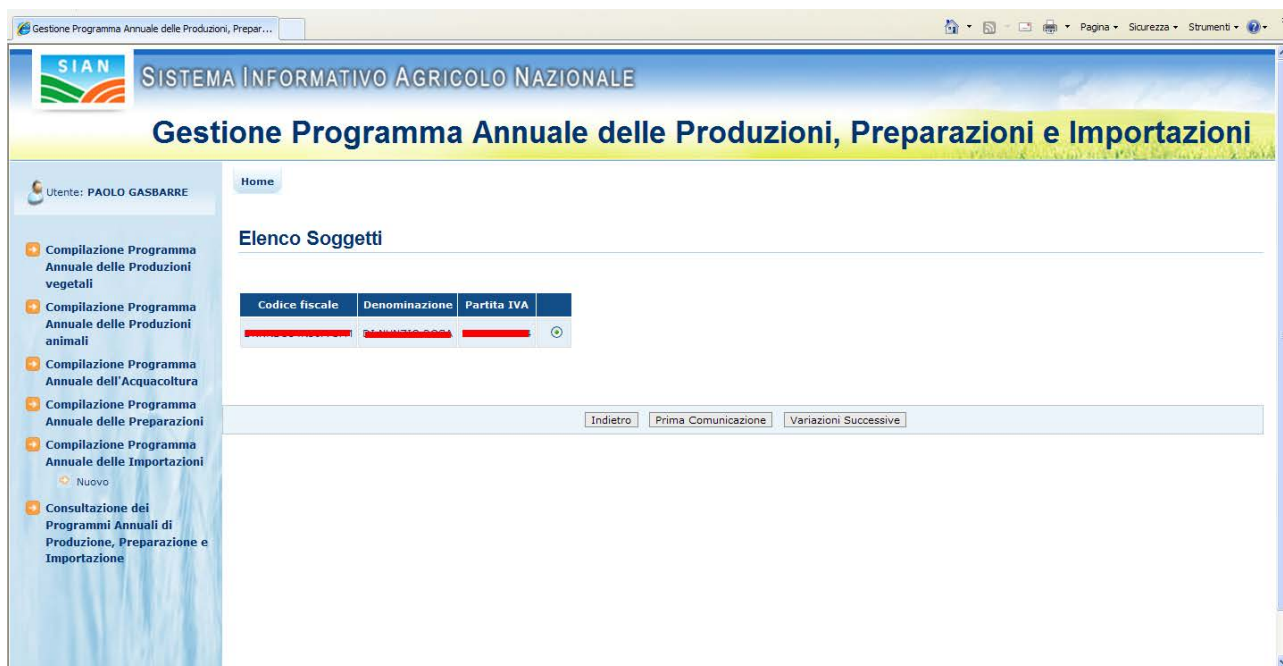 Gestione Programma Annuale delle Produzioni, Prepar...
Pagina Sicurezza Strumenti
SIAN
SISTEMA INFORMATIVO AGRICOLO NAZIONALE
Gestione Programma Annuale delle Produzioni, Preparazioni e Importazioni
Utente: PAOLO GASBARRE
Home
Compilazione Programma
Annuale delle Produzioni
vegetali
Compilazione Programma
Annuale delle Produzioni
animali
Compilazione Programma
Annuale dell'Acquacoltura
Compilazione Programma
Annuale delle Preparazioni
Compilazione Programma
Annuale delle Importazioni
Nuovo
Consultazione dei
Programmi Annuali di
Produzione, Preparazione e
Importazione
Elenco Soggetti
Codice fiscale Denominazione Partita IVA
Indietro Prima Comunicazione Variazioni Successive